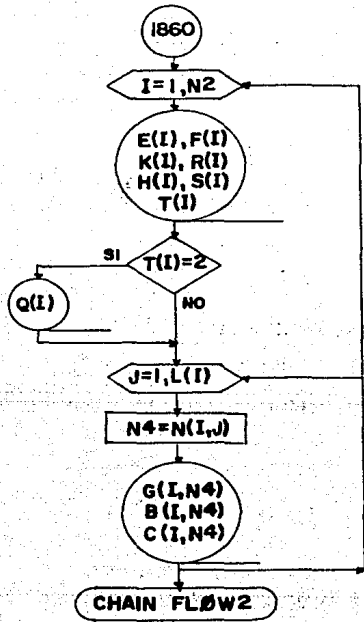 1860
I=1,N2
E(I), F(I)
K(I), R(I)
H(I), S(I)
T(I)
T(I)=2
SI
NO
Q(I)
J=1,L(I)
N4=N(I,J)
G(I,N4)
B(I,N4)
C(I,N4)
CHAIN FLØW2